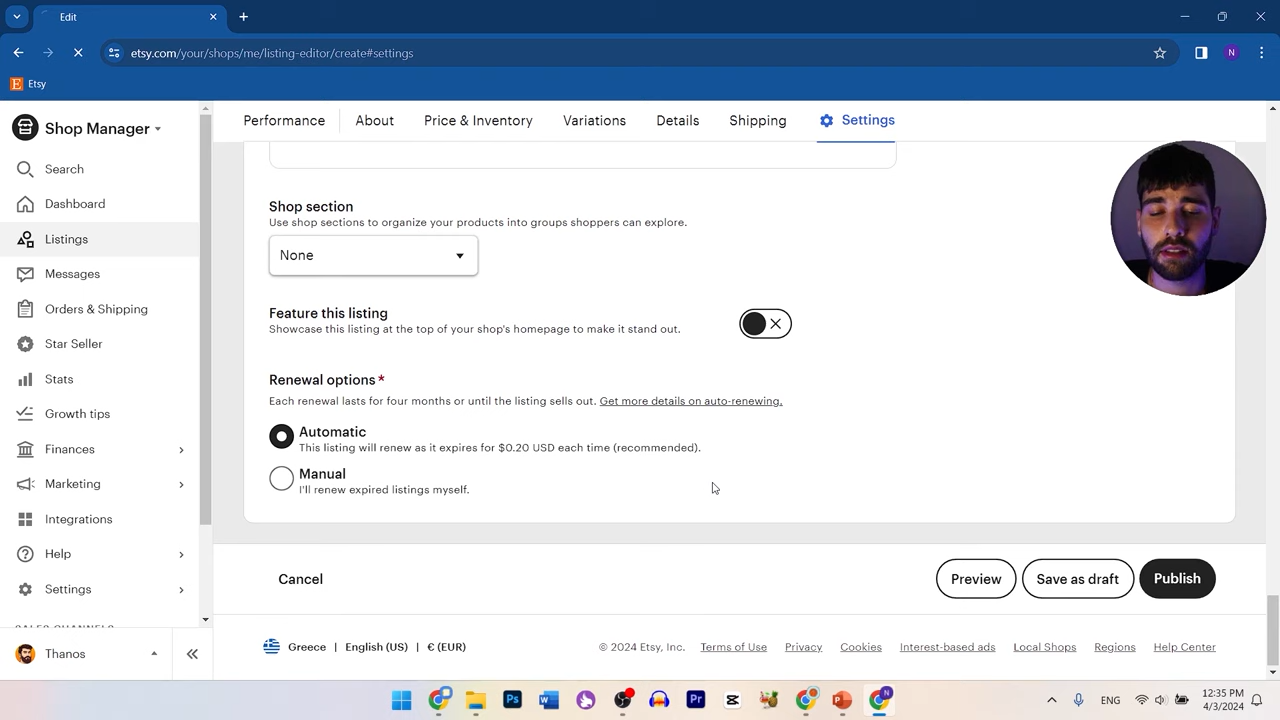 Edit
etsy.com/your/shops/me/listing-editor/create#settings
N
E Etsy
Shop Manager
Search
Dashboard
Listings
Messages
Orders & Shipping
Star Seller
Stats
Growth tips
Finances
Marketing
Integrations
Help
Settings
Thanos
Performance
About
Price & Inventory
Variations
Details
Shipping
Settings
Shop section
Use shop sections to organize your products into groups shoppers can explore.
None
Feature this listing
Showcase this listing at the top of your shop's homepage to make it stand out.
Renewal options*
Each renewal lasts for four months or until the listing sells out. Get more details on auto-renewing.
Automatic
This listing will renew as it expires for $0.20 USD each time (recommended).
Manual
I'll renew expired listings myself.
Cancel
Preview
Save as draft
Publish
Greece | English (US) | € (EUR)
© 2024 Etsy, Inc. Terms of Use Privacy Cookies Interest-based ads Local Shops Regions Help Center
Ps
W
Pr
P
N
ENG
12:35 PM
4/3/2024